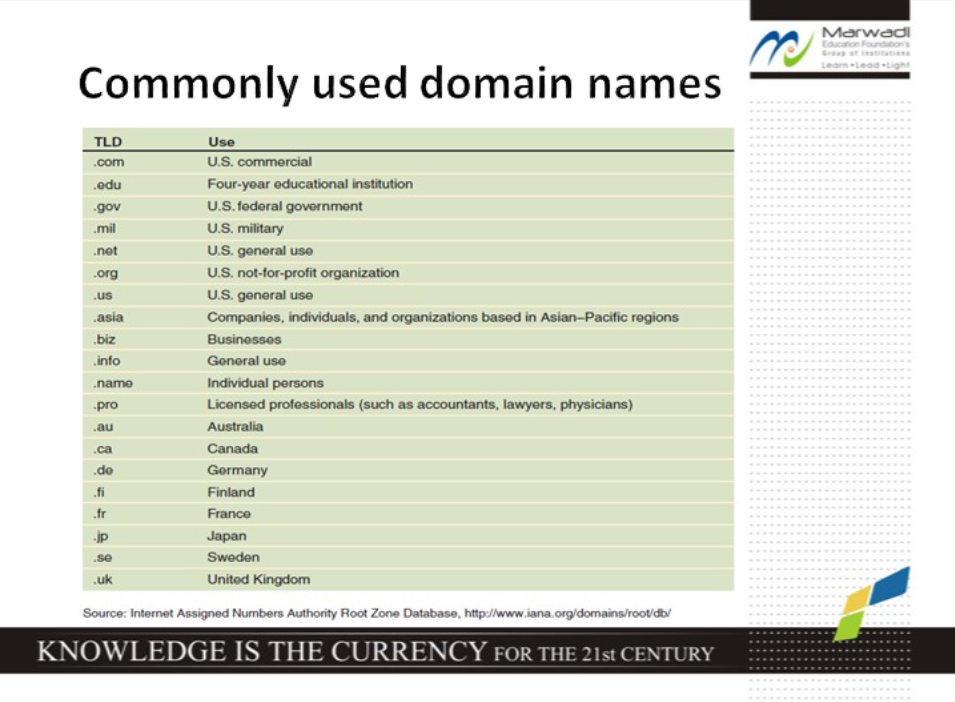 Marwadi
Education Foundation's
Group of Institutions
Learn • Lead • Light
Commonly used domain names
TLD Use
.com U.S. commercial
.edu Four-year educational institution
.gov U.S. federal government
.mil U.S. military
.net U.S. general use
.org U.S. not-for-profit organization
.us U.S. general use
.asia Companies, individuals, and organizations based in Asian–Pacific regions
.biz Businesses
.info General use
.name Individual persons
.pro Licensed professionals (such as accountants, lawyers, physicians)
.au Australia
.ca Canada
.de Germany
.fi Finland
.fr France
.jp Japan
.se Sweden
.uk United Kingdom
Source: Internet Assigned Numbers Authority Root Zone Database, http://www.iana.org/domains/root/db/
KNOWLEDGE IS THE CURRENCY FOR THE 21st CENTURY